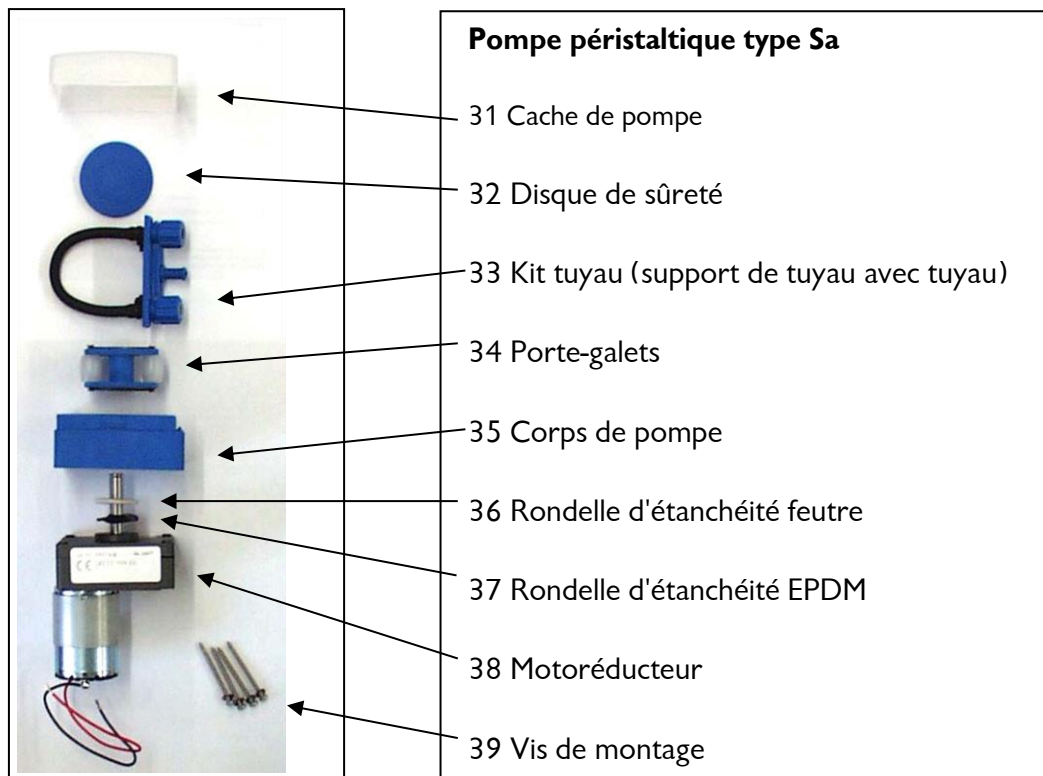 Pompe péristaltique type Sa
31 Cache de pompe
32 Disque de sûreté
33 Kit tuyau (support de tuyau avec tuyau)
34 Porte-galets
35 Corps de pompe
36 Rondelle d'étanchéité feutre
37 Rondelle d'étanchéité EPDM
38 Motoréducteur
39 Vis de montage
CE